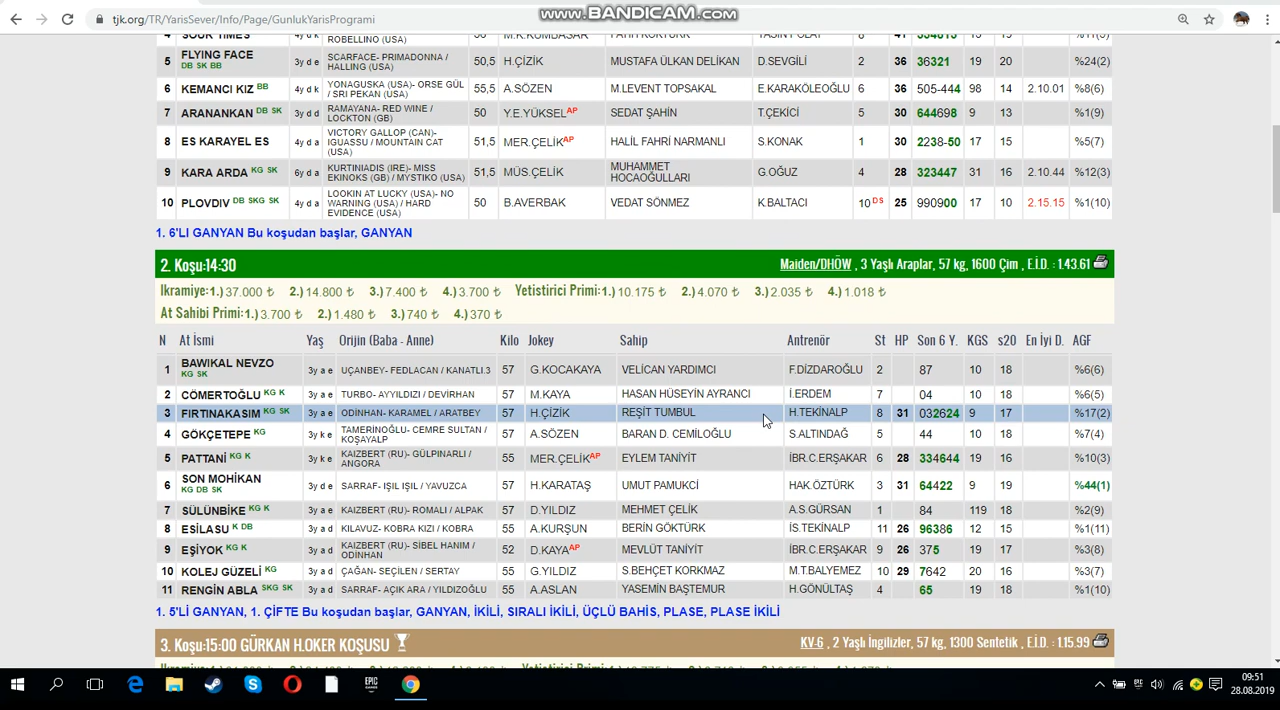 tjk.org/TR/YarisSever/Info/Page/GunlukYarisProgrami
www.BANDICAM.com
ROBELLINO (USA)
5 FLYING FACE DB SK BB 3y d e SCARFACE- PRIMADONNA / HALLING (USA) 50,5 H.ÇİZİK MUSTAFA ÜLKAN DELİKAN D.SEVGİLİ 2 36 36321 19 20 %24(2)
6 KEMANCI KIZ BB 4y d k YONAGUSKA (USA)- ORSE GÜL / SRI PEKAN (USA) 55,5 A.SÖZEN M.LEVENT TOPSAKAL E.KARAKÖLEOĞLU 6 36 505-444 98 14 2.10.01 %8(6)
7 ARANANKAN DB SK 3y d d RAMAYANA- RED WINE / LOCKTON (GB) 50 Y.E.YÜKSEL AP SEDAT ŞAHİN T.ÇEKİCİ 5 30 644698 9 13 %1(9)
8 ES KARAYEL ES 4y d a VICTORY GALLOP (CAN)- IGUASSU / MOUNTAIN CAT (USA) 51,5 MER.ÇELİK AP HALİL FAHRİ NARMANLI S.KONAK 1 30 2238-50 17 15 %5(7)
9 KARA ARDA KG SK 6y d a KURTINIADIS (IRE)- MISS EKINOKS (GB) / MYSTIKO (USA) 51,5 MÜS.ÇELİK MUHAMMET HOCAOĞULLARI G.OĞUZ 4 28 323447 31 16 2.10.44 %12(3)
10 PLOVDIV DB SKG SK 4y d a LOOKIN AT LUCKY (USA)- NO WARNING (USA) / HARD EVIDENCE (USA) 50 B.AVERBAK VEDAT SÖNMEZ K.BALTACI 10 DS 25 990900 17 10 2.15.15 %1(10)
1. 6'LI GANYAN Bu koşudan başlar, GANYAN
2. Koşu:14:30 Maiden/DHÖW , 3 Yaşlı Araplar, 57 kg, 1600 Çim , E.İ.D. : 1.43.61
Ikramiye: 1.) 37.000 ₺ 2.) 14.800 ₺ 3.) 7.400 ₺ 4.) 3.700 ₺ Yetistirici Primi: 1.) 10.175 ₺ 2.) 4.070 ₺ 3.) 2.035 ₺ 4.) 1.018 ₺
At Sahibi Primi: 1.) 3.700 ₺ 2.) 1.480 ₺ 3.) 740 ₺ 4.) 370 ₺
N At İsmi Yaş Orijin (Baba - Anne) Kilo Jokey Sahip Antrenör St HP Son 6 Y. KGS s20 En İyi D. AGF
1 BAWIKAL NEVZO KG SK 3y a e UÇANBEY- FEDLACAN / KANATLI.3 57 G.KOCAKAYA VELİCAN YARDIMCI F.DİZDAROĞLU 2 87 10 18 %6(6)
2 CÖMERTOĞLU KG K 3y a e TURBO- AYYILDIZI / DEVİRHAN 57 M.KAYA HASAN HÜSEYİN AYRANCI İ.ERDEM 7 04 10 18 %6(5)
3 FIRTINAKASIM KG SK 3y a e ODİNHAN- KARAMEL / ARATBEY 57 H.ÇİZİK REŞİT TUMBUL H.TEKİNALP 8 31 032624 9 17 %17(2)
4 GÖKÇETEPE KG 3y k e TAMERİNOĞLU- CEMRE SULTAN / KOŞAYALP 57 A.SÖZEN BARAN D. CEMİLOĞLU S.ALTINDAĞ 5 44 10 18 %7(4)
5 PATTANİ KG K 3y k e KAIZBERT (RU)- GÜLPINARLI / ANGORA 55 MER.ÇELİK AP EYLEM TANİYİT İBR.C.ERŞAKAR 6 28 334644 19 16 %10(3)
6 SON MOHİKAN KG DB SK 3y d e SARRAF- IŞIL IŞIL / YAVUZCA 57 H.KARATAŞ UMUT PAMUKCİ HAK.ÖZTÜRK 3 31 64422 9 19 %44(1)
7 SÜLÜNBİKE KG K 3y a e KAIZBERT (RU)- ROMALI / ALPAK 57 D.YILDIZ MEHMET ÇELİK A.S.GÜRSAN 1 84 119 18 %2(9)
8 ESİLASU K DB 3y a d KILAVUZ- KOBRA KIZI / KOBRA 55 A.KURŞUN BERİN GÖKTÜRK İS.TEKİNALP 11 26 96386 12 15 %1(11)
9 EŞİYOK KG K 3y a d KAIZBERT (RU)- SİBEL HANIM / ODINHAN 52 D.KAYA AP MEVLÜT TANİYİT İBR.C.ERŞAKAR 9 26 375 19 17 %3(8)
10 KOLEJ GÜZELİ KG 3y a d ÇAĞAN- SEÇİLEN / SERTAY 55 G.YILDIZ S.BEHÇET KORKMAZ M.T.BALYEMEZ 10 29 7642 20 16 %3(7)
11 RENGİN ABLA SKG SK 3y a d SARRAF- AÇIK ARA / YILDIZOĞLU 55 A.ASLAN YASEMİN BAŞTEMUR H.GÖNÜLTAŞ 4 65 19 18 %1(10)
1. 5'Lİ GANYAN, 1. ÇİFTE Bu koşudan başlar, GANYAN, İKİLİ, SIRALI İKİLİ, ÜÇLÜ BAHİS, PLASE, PLASE İKİLİ
3. Koşu:15:00 GÜRKAN H.OKER KOŞUSU KV-6 , 2 Yaşlı İngilizler, 57 kg, 1300 Sentetik , E.İ.D. : 1.15.99
EPIC GAMES
09:51
28.08.2019